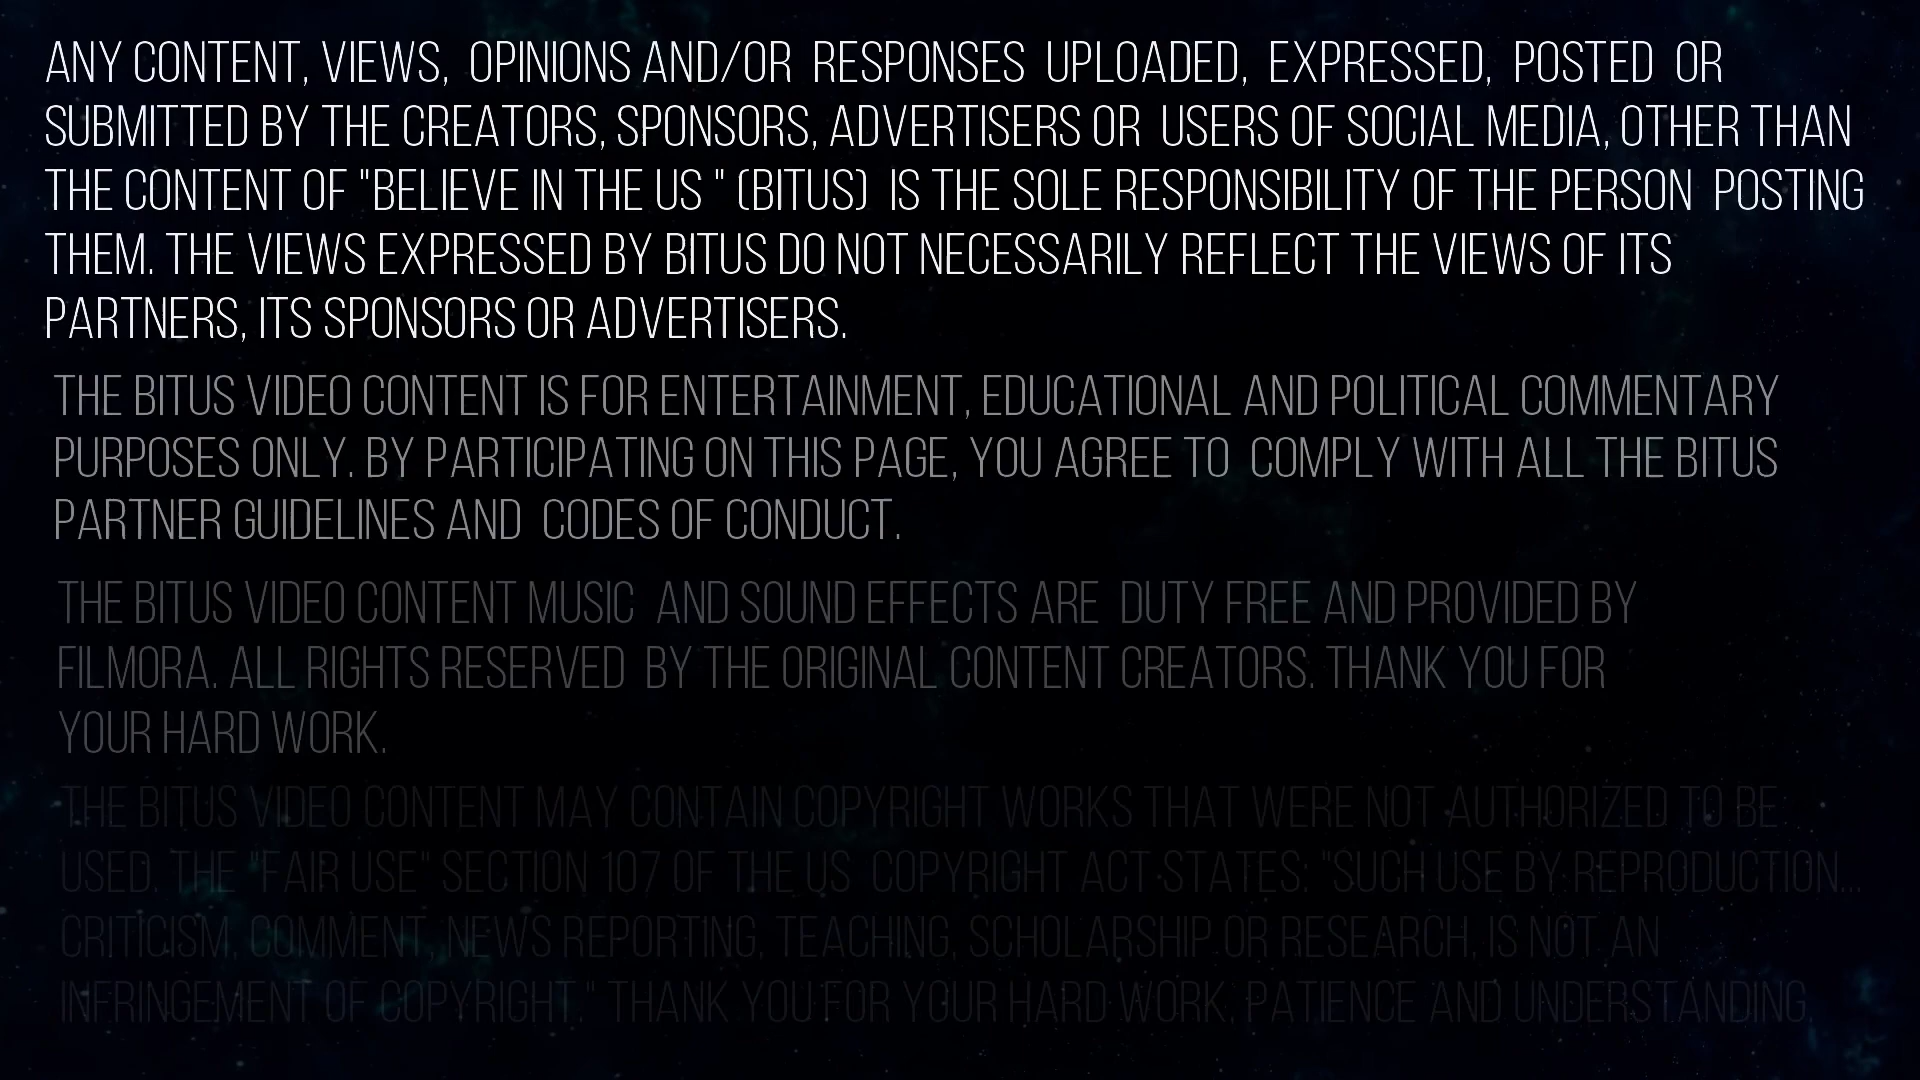 ANY CONTENT, VIEWS, OPINIONS AND/OR RESPONSES UPLOADED, EXPRESSED, POSTED OR
SUBMITTED BY THE CREATORS, SPONSORS, ADVERTISERS OR USERS OF SOCIAL MEDIA, OTHER THAN
THE CONTENT OF "BELIEVE IN THE US " (BITUS) IS THE SOLE RESPONSIBILITY OF THE PERSON POSTING
THEM. THE VIEWS EXPRESSED BY BITUS DO NOT NECESSARILY REFLECT THE VIEWS OF ITS
PARTNERS, ITS SPONSORS OR ADVERTISERS.
THE BITUS VIDEO CONTENT IS FOR ENTERTAINMENT, EDUCATIONAL AND POLITICAL COMMENTARY
PURPOSES ONLY. BY PARTICIPATING ON THIS PAGE, YOU AGREE TO COMPLY WITH ALL THE BITUS
PARTNER GUIDELINES AND CODES OF CONDUCT.
THE BITUS VIDEO CONTENT MUSIC AND SOUND EFFECTS ARE DUTY FREE AND PROVIDED BY
FILMORA. ALL RIGHTS RESERVED BY THE ORIGINAL CONTENT CREATORS. THANK YOU FOR
YOUR HARD WORK.
THE BITUS VIDEO CONTENT MAY CONTAIN COPYRIGHT WORKS THAT WERE NOT AUTHORIZED TO BE
USED. THE "FAIR USE" SECTION 107 OF THE US COPYRIGHT ACT STATES: "SUCH USE BY REPRODUCTION...
CRITICISM, COMMENT, NEWS REPORTING, TEACHING, SCHOLARSHIP OR RESEARCH, IS NOT AN
INFRINGEMENT OF COPYRIGHT." THANK YOU FOR YOUR HARD WORK, PATIENCE AND UNDERSTANDING.